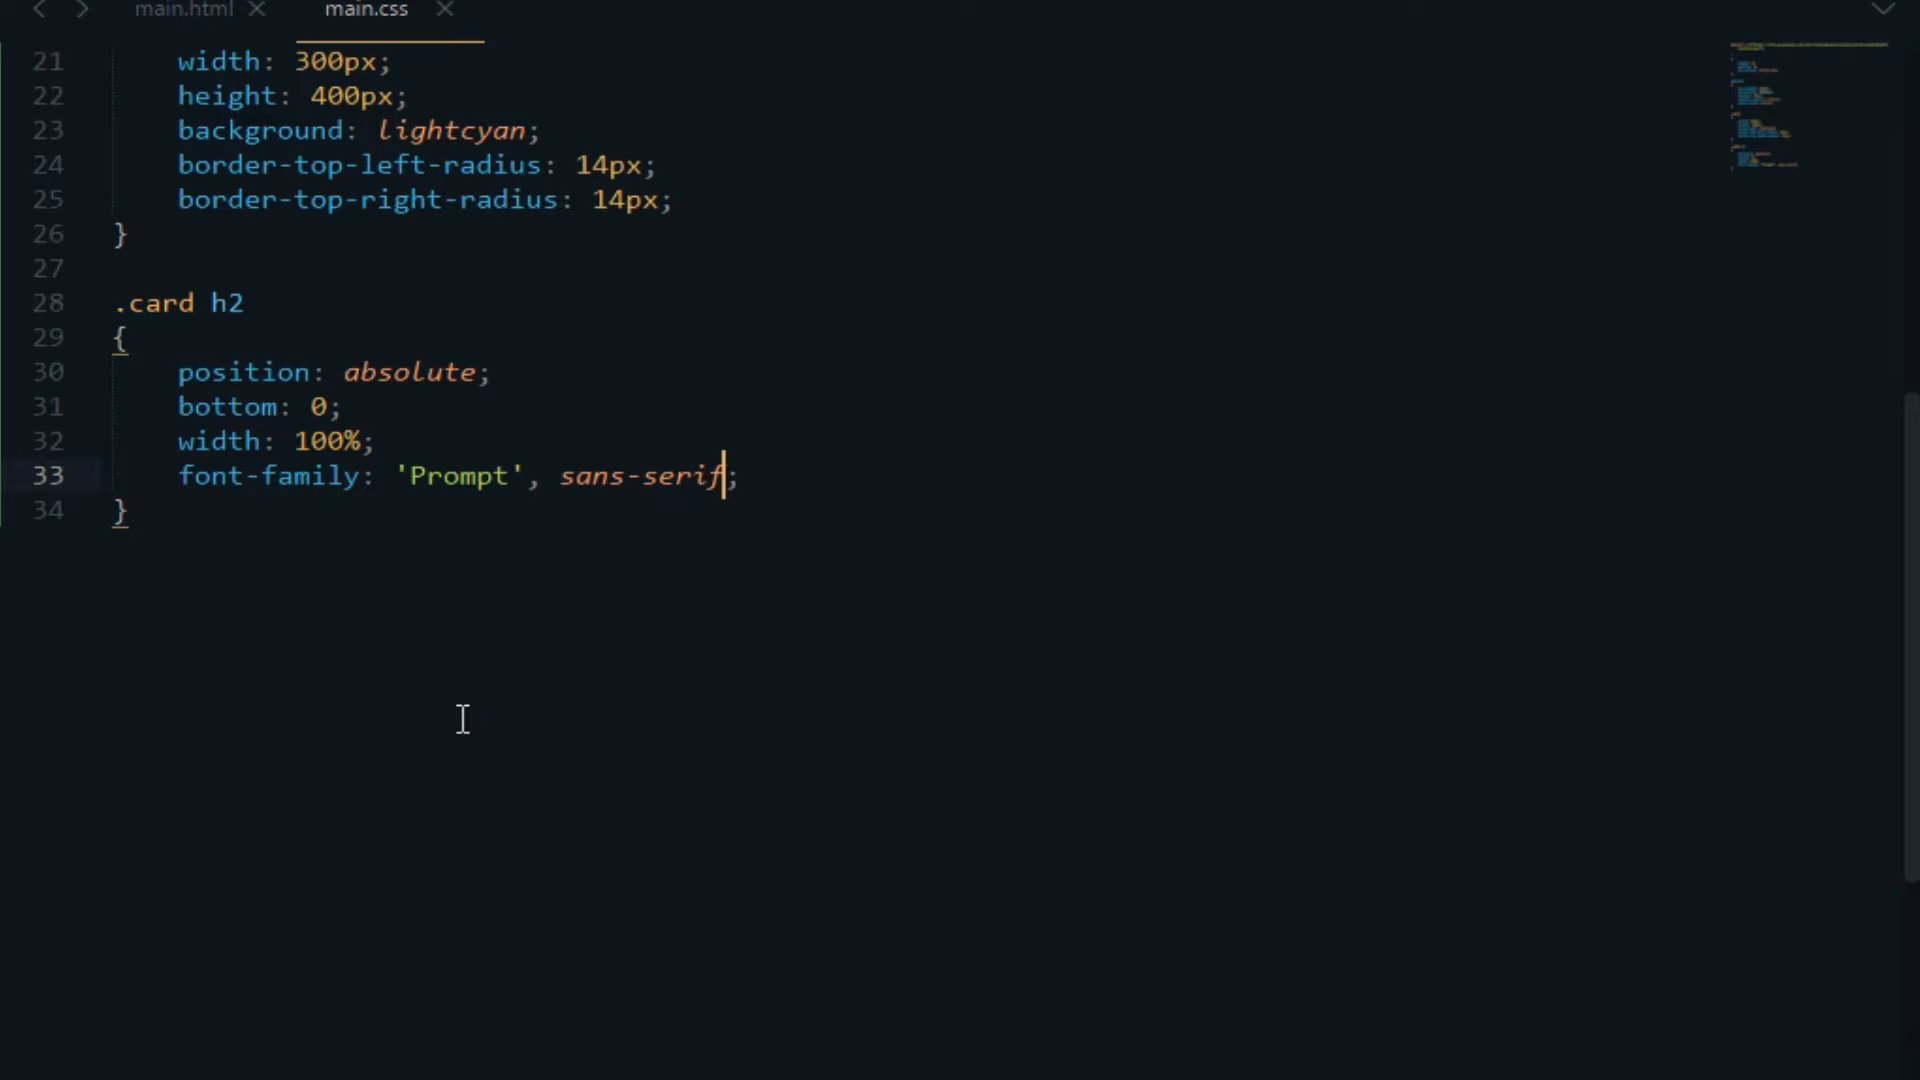 main.html
main.css
21 width: 300px;
22 height: 400px;
23 background: lightcyan;
24 border-top-left-radius: 14px;
25 border-top-right-radius: 14px;
26 }
27
28 .card h2
29 {
30 position: absolute;
31 bottom: 0;
32 width: 100%;
33 font-family: 'Prompt', sans-serif;
34 }